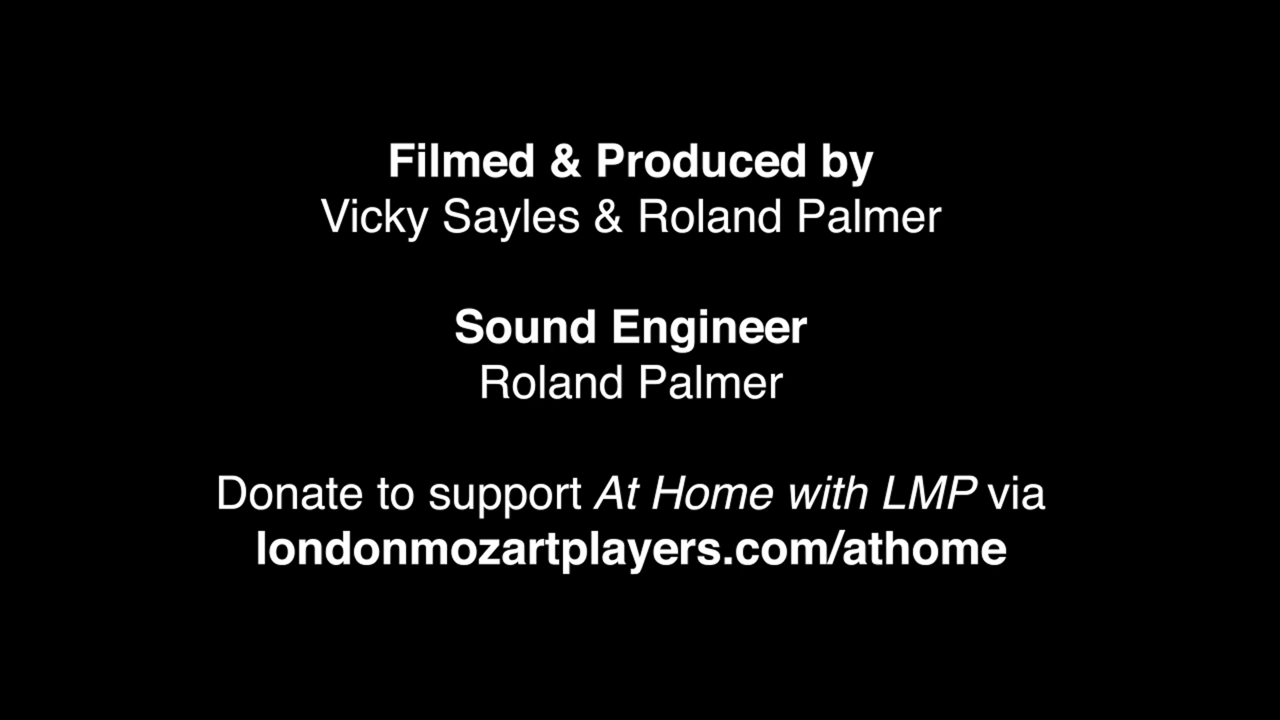 Filmed & Produced by
Vicky Sayles & Roland Palmer
Sound Engineer
Roland Palmer
Donate to support At Home with LMP via
londonmozartplayers.com/athome